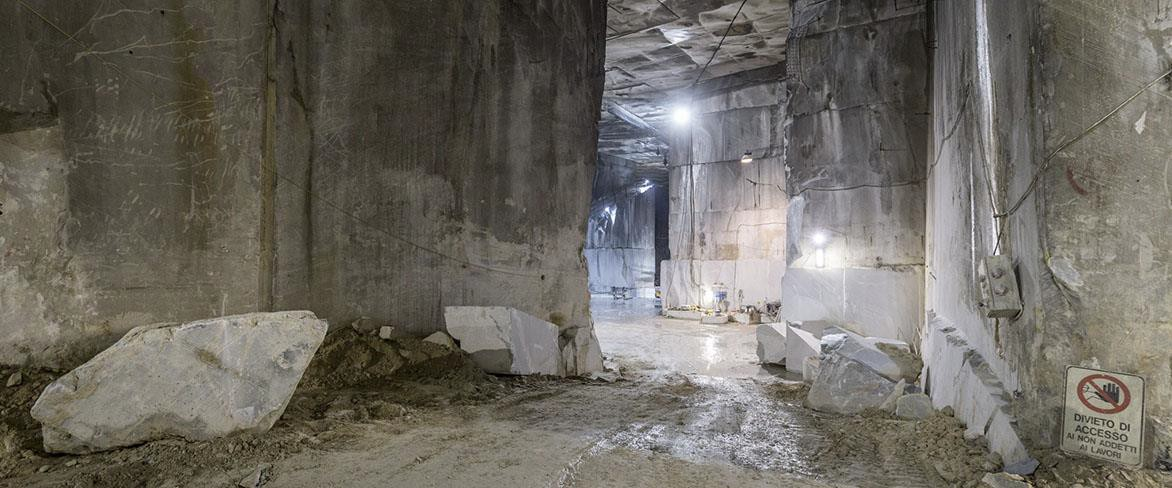 DIVIETO DI
ACCESSO
AI NON ADDETTI
AI LAVORI